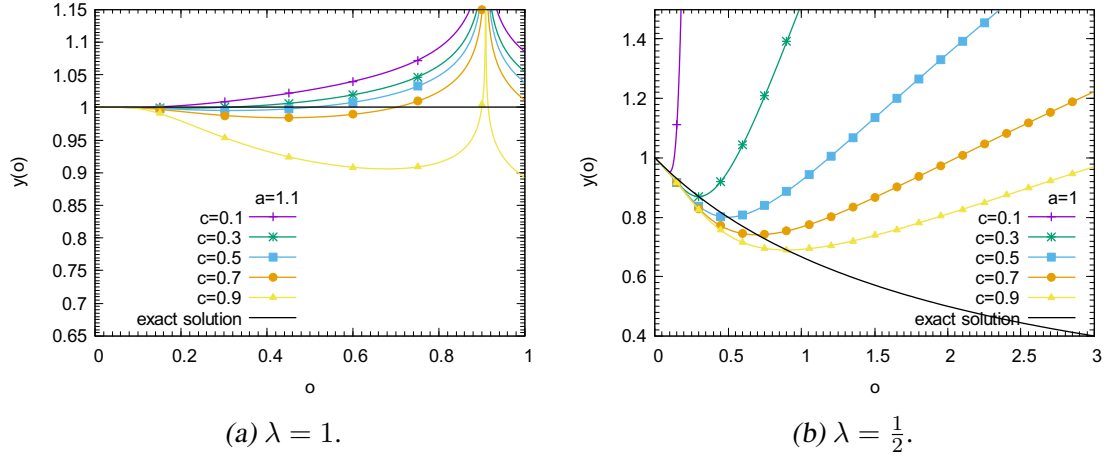 y(o)
1.15
1.1
1.05
1
0.95
0.9
0.85
0.8
0.75
0.7
0.65
a=1.1
c=0.1
c=0.3
c=0.5
c=0.7
c=0.9
exact solution
0 0.2 0.4 0.6 0.8 1
o
(a) λ = 1.
y(o)
1.4
1.2
1
0.8
0.6
0.4
a=1
c=0.1
c=0.3
c=0.5
c=0.7
c=0.9
exact solution
0 0.5 1 1.5 2 2.5 3
o
(b) λ = 1/2.